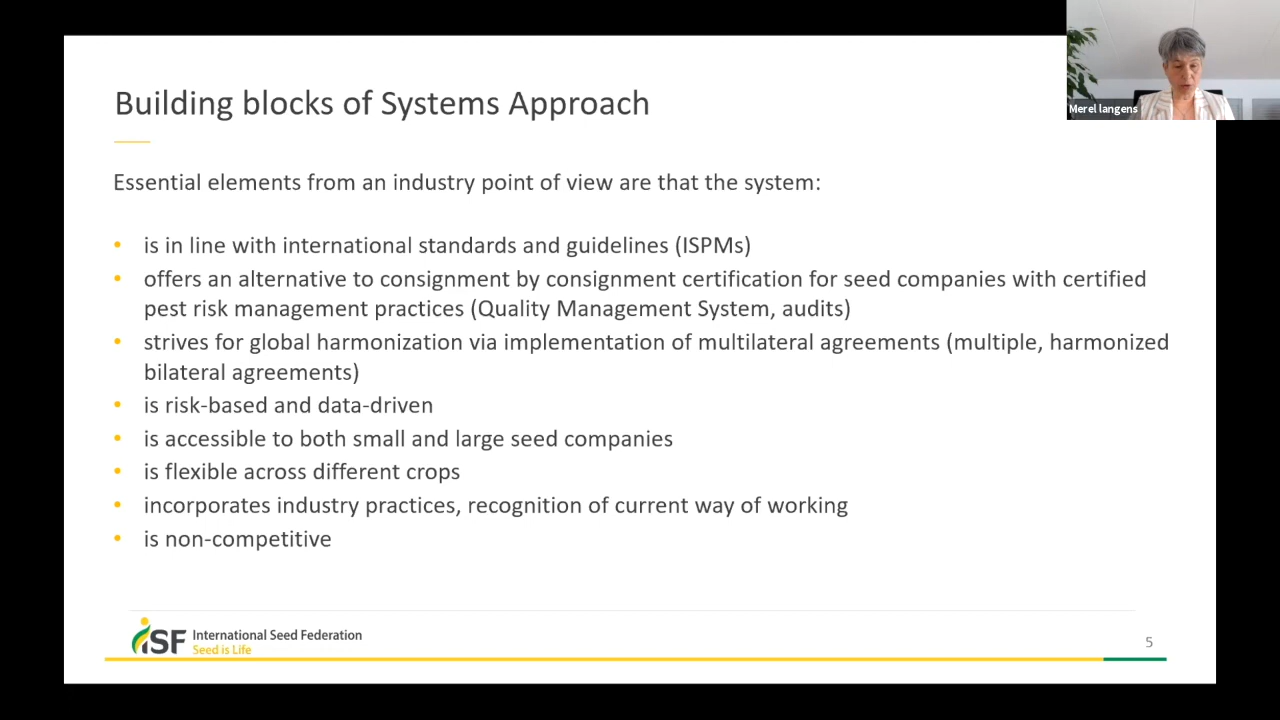 Merel langens
Building blocks of Systems Approach
Essential elements from an industry point of view are that the system:
• is in line with international standards and guidelines (ISPMs)
• offers an alternative to consignment by consignment certification for seed companies with certified
pest risk management practices (Quality Management System, audits)
• strives for global harmonization via implementation of multilateral agreements (multiple, harmonized
bilateral agreements)
• is risk-based and data-driven
• is accessible to both small and large seed companies
• is flexible across different crops
• incorporates industry practices, recognition of current way of working
• is non-competitive
iSF
International Seed Federation
Seed is Life
5